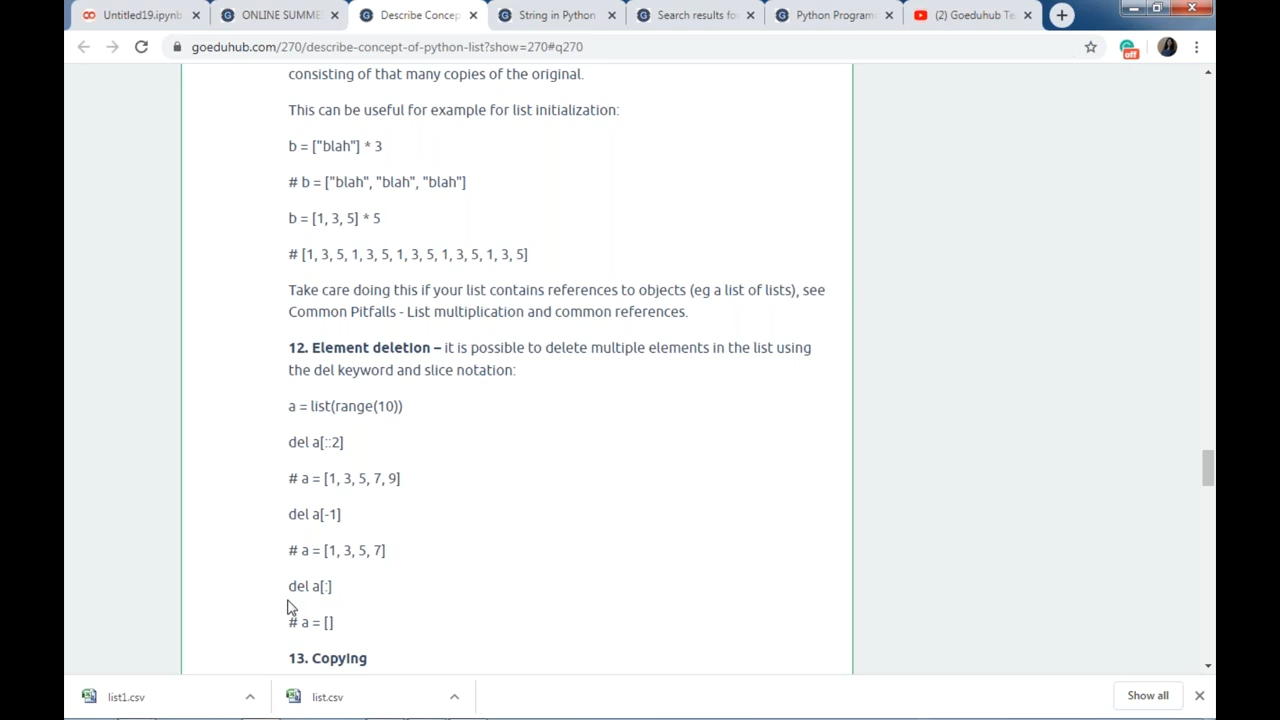 Untitled19.ipynb
ONLINE SUMME
Describe Concep
String in Python
Search results fo
Python Program
(2) Goeduhub Te
goeduhub.com/270/describe-concept-of-python-list?show=270#q270
off
consisting of that many copies of the original.
This can be useful for example for list initialization:
b = ["blah"] * 3
# b = ["blah", "blah", "blah"]
b = [1, 3, 5] * 5
# [1, 3, 5, 1, 3, 5, 1, 3, 5, 1, 3, 5, 1, 3, 5]
Take care doing this if your list contains references to objects (eg a list of lists), see
Common Pitfalls - List multiplication and common references.
12. Element deletion – it is possible to delete multiple elements in the list using
the del keyword and slice notation:
a = list(range(10))
del a[::2]
# a = [1, 3, 5, 7, 9]
del a[-1]
# a = [1, 3, 5, 7]
del a[:]
# a = []
13. Copying
list1.csv
list.csv
Show all